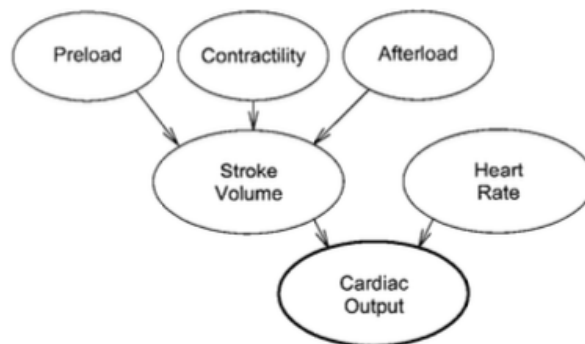 Preload
Contractility
Afterload
Stroke
Volume
Heart
Rate
Cardiac
Output